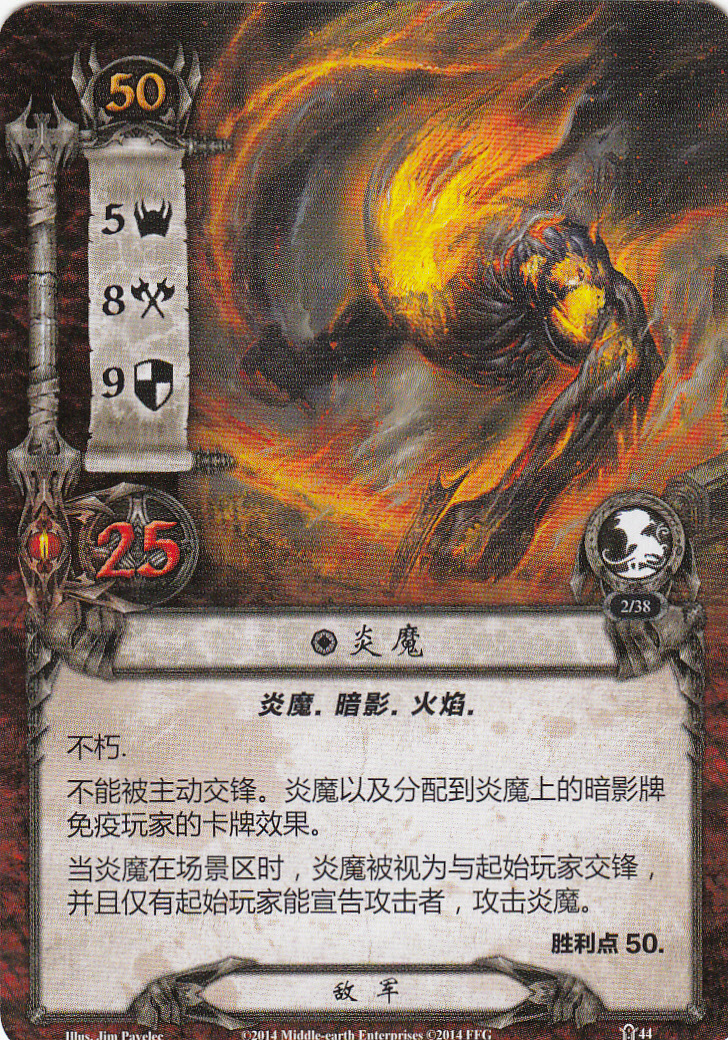 50
5
8
9
25
2/38
炎魔
炎魔. 暗影. 火焰.
不朽.
不能被主动交锋。炎魔以及分配到炎魔上的暗影牌
免疫玩家的卡牌效果。
当炎魔在场景区时，炎魔被视为与起始玩家交锋，
并且仅有起始玩家能宣告攻击者，攻击炎魔。
胜利点 50.
敌军
Illus. Jim Pavelec ©2014 Middle-earth Enterprises ©2014 FFG 44